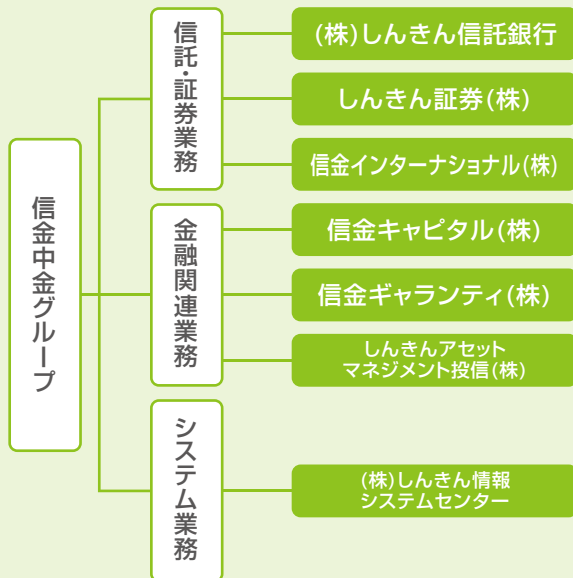 信金中金グループ
信託・証券業務
(株)しんきん信託銀行
しんきん証券(株)
信金インターナショナル(株)
金融関連業務
信金キャピタル(株)
信金ギャランティ(株)
しんきんアセット
マネジメント投信(株)
システム業務
(株)しんきん情報
システムセンター